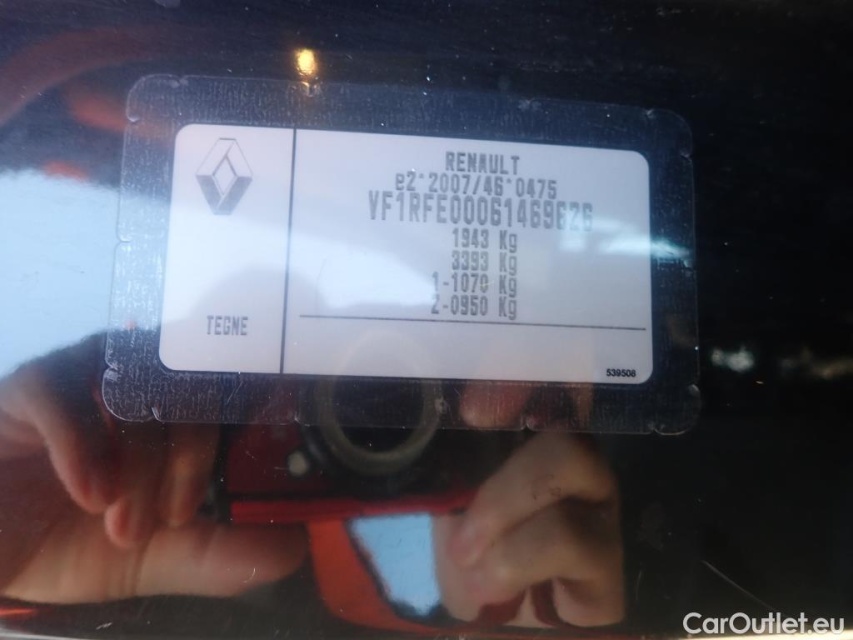 RENAULT
e2*2007/46*0475
VF1RFE00061469626
1943 Kg
3393 Kg
1-1070 Kg
2-0950 Kg
TEGNE
539508
CarOutlet.eu